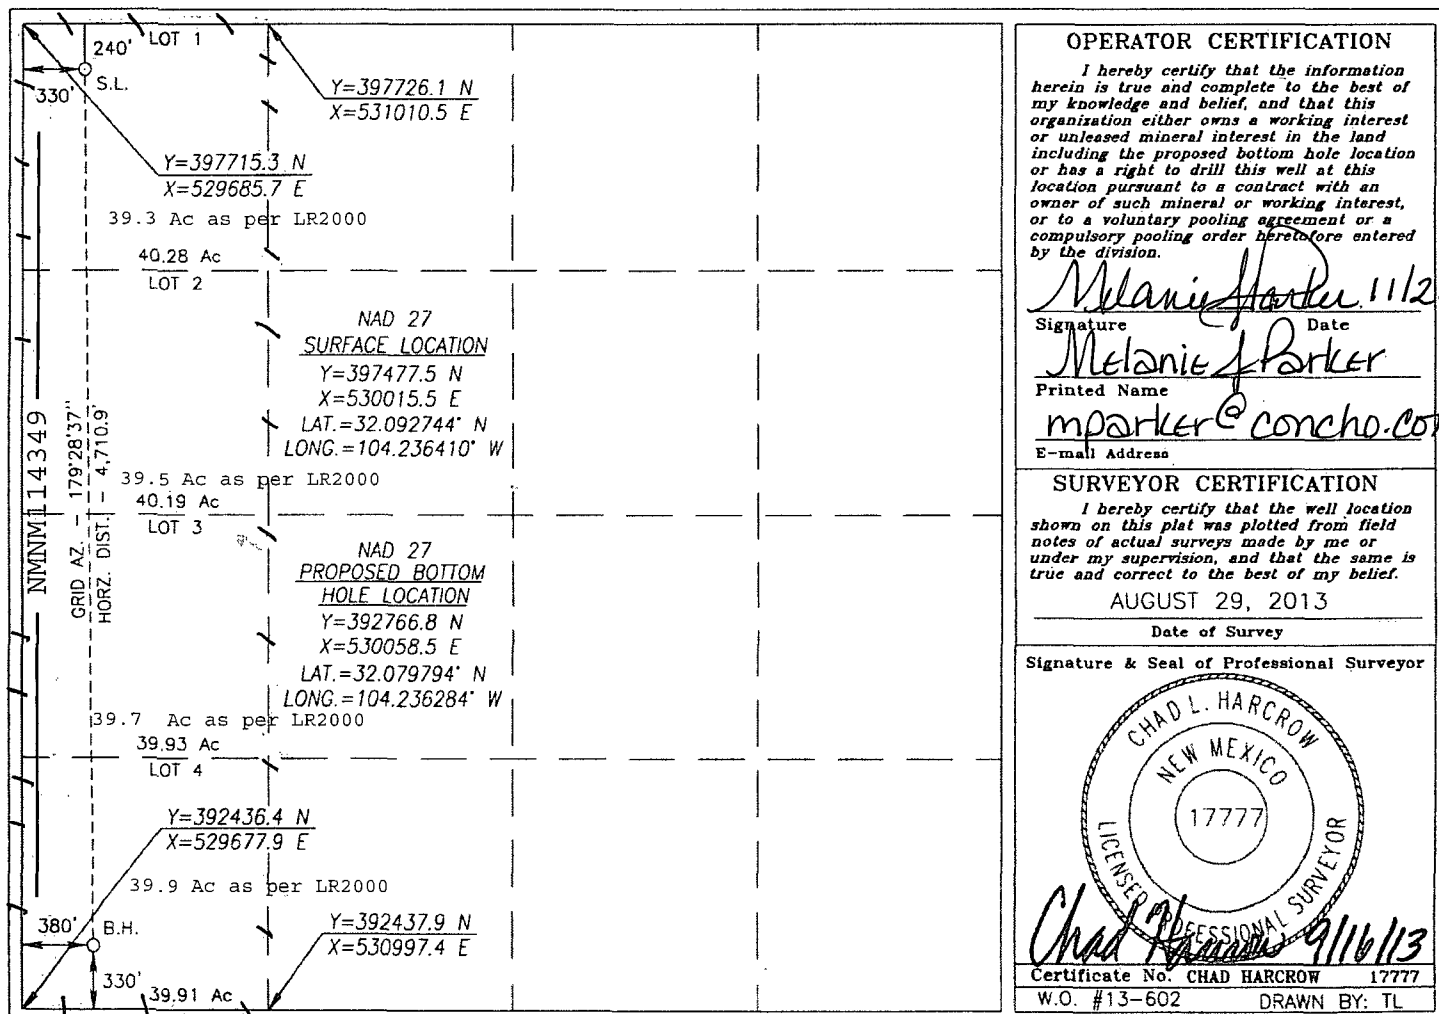 LOT 1
240'
S.L.
330'
Y=397726.1 N
X=531010.5 E
Y=397715.3 N
X=529685.7 E
39.3 Ac as per LR2000
40.28 Ac
LOT 2
NAD 27
SURFACE LOCATION
Y=397477.5 N
X=530015.5 E
LAT.=32.092744° N
LONG.=104.236410° W
NMNM114349
GRID AZ. - 179°28'37"
HORZ. DIST. - 4,710.9'
39.5 Ac as per LR2000
40.19 Ac
LOT 3
NAD 27
PROPOSED BOTTOM
HOLE LOCATION
Y=392766.8 N
X=530058.5 E
LAT.=32.079794° N
LONG.=104.236284° W
39.7 Ac as per LR2000
39.93 Ac
LOT 4
Y=392436.4 N
X=529677.9 E
39.9 Ac as per LR2000
380'
B.H.
Y=392437.9 N
X=530997.4 E
330'
39.91 Ac
OPERATOR CERTIFICATION
I hereby certify that the information
herein is true and complete to the best of
my knowledge and belief, and that this
organization either owns a working interest
or unleased mineral interest in the land
including the proposed bottom hole location
or has a right to drill this well at this
location pursuant to a contract with an
owner of such mineral or working interest,
or to a voluntary pooling agreement or a
compulsory pooling order heretofore entered
by the division.
Melanie J Parker 11/2
Signature Date
Melanie J Parker
Printed Name
mparker@concho.com
E-mail Address
SURVEYOR CERTIFICATION
I hereby certify that the well location
shown on this plat was plotted from field
notes of actual surveys made by me or
under my supervision, and that the same is
true and correct to the best of my belief.
AUGUST 29, 2013
Date of Survey
Signature & Seal of Professional Surveyor
CHAD L. HARCROW
NEW MEXICO
17777
LICENSED PROFESSIONAL SURVEYOR
Chad Harcrow 9/16/13
Certificate No. CHAD HARCROW 17777
W.O. #13-602 DRAWN BY: TL